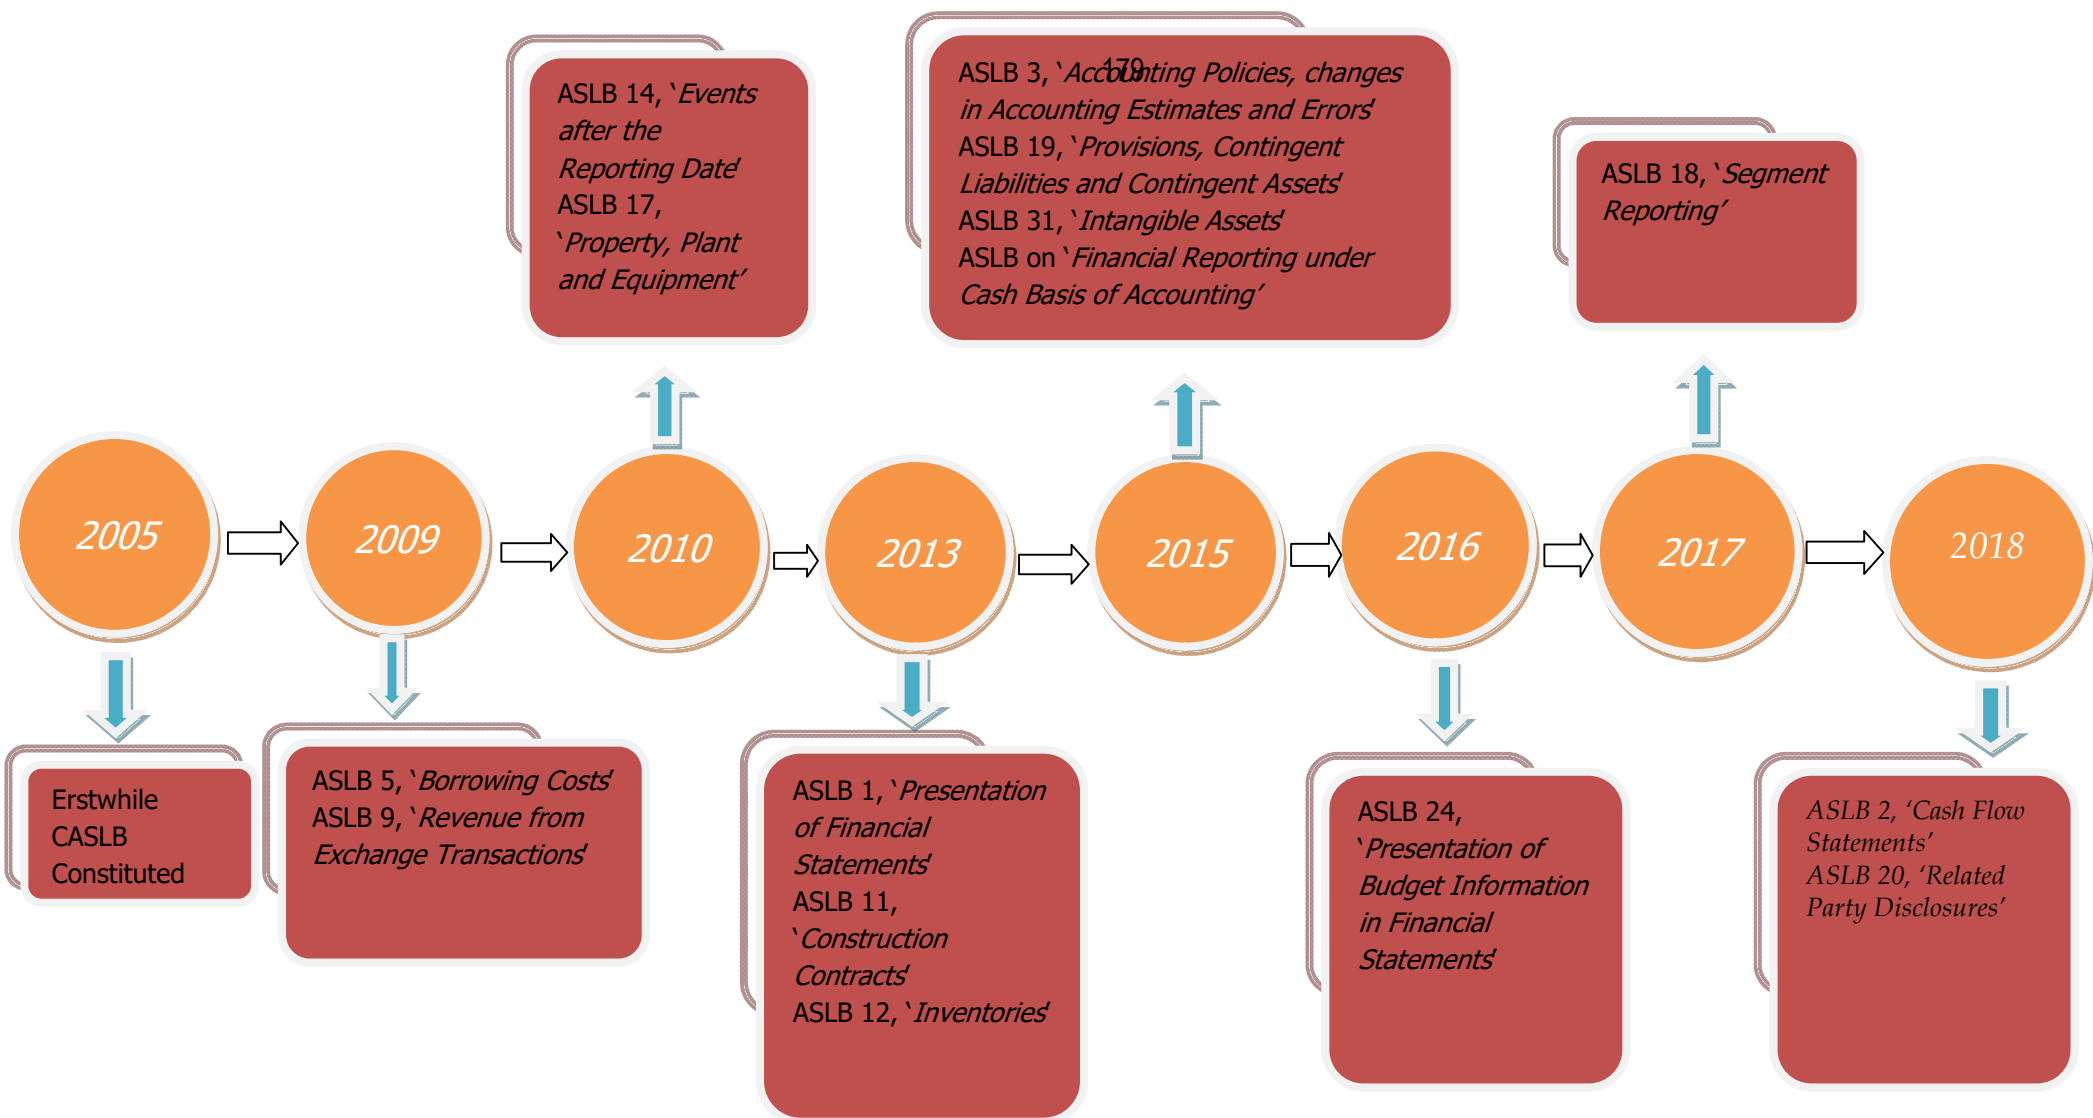 ASLB 14, ‘Events
after the
Reporting Date’
ASLB 17,
‘Property, Plant
and Equipment’
179
ASLB 3, ‘Accounting Policies, changes
in Accounting Estimates and Errors’
ASLB 19, ‘Provisions, Contingent
Liabilities and Contingent Assets’
ASLB 31, ‘Intangible Assets’
ASLB on ‘Financial Reporting under
Cash Basis of Accounting’
ASLB 18, ‘Segment
Reporting’
2005
2009
2010
2013
2015
2016
2017
2018
Erstwhile
CASLB
Constituted
ASLB 5, ‘Borrowing Costs’
ASLB 9, ‘Revenue from
Exchange Transactions’
ASLB 1, ‘Presentation
of Financial
Statements’
ASLB 11,
‘Construction
Contracts’
ASLB 12, ‘Inventories’
ASLB 24,
‘Presentation of
Budget Information
in Financial
Statements’
ASLB 2, ‘Cash Flow
Statements’
ASLB 20, ‘Related
Party Disclosures’